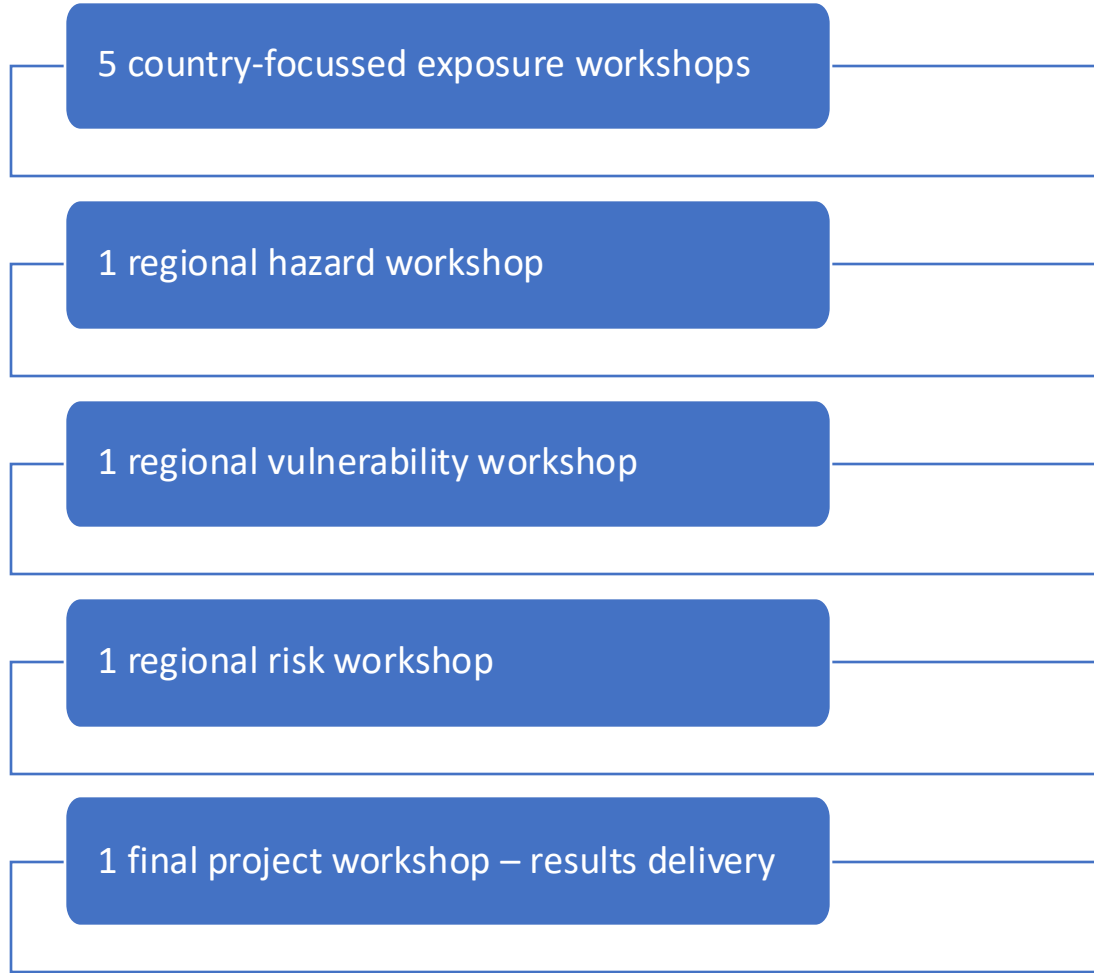 5 country-focussed exposure workshops
1 regional hazard workshop
1 regional vulnerability workshop
1 regional risk workshop
1 final project workshop – results delivery